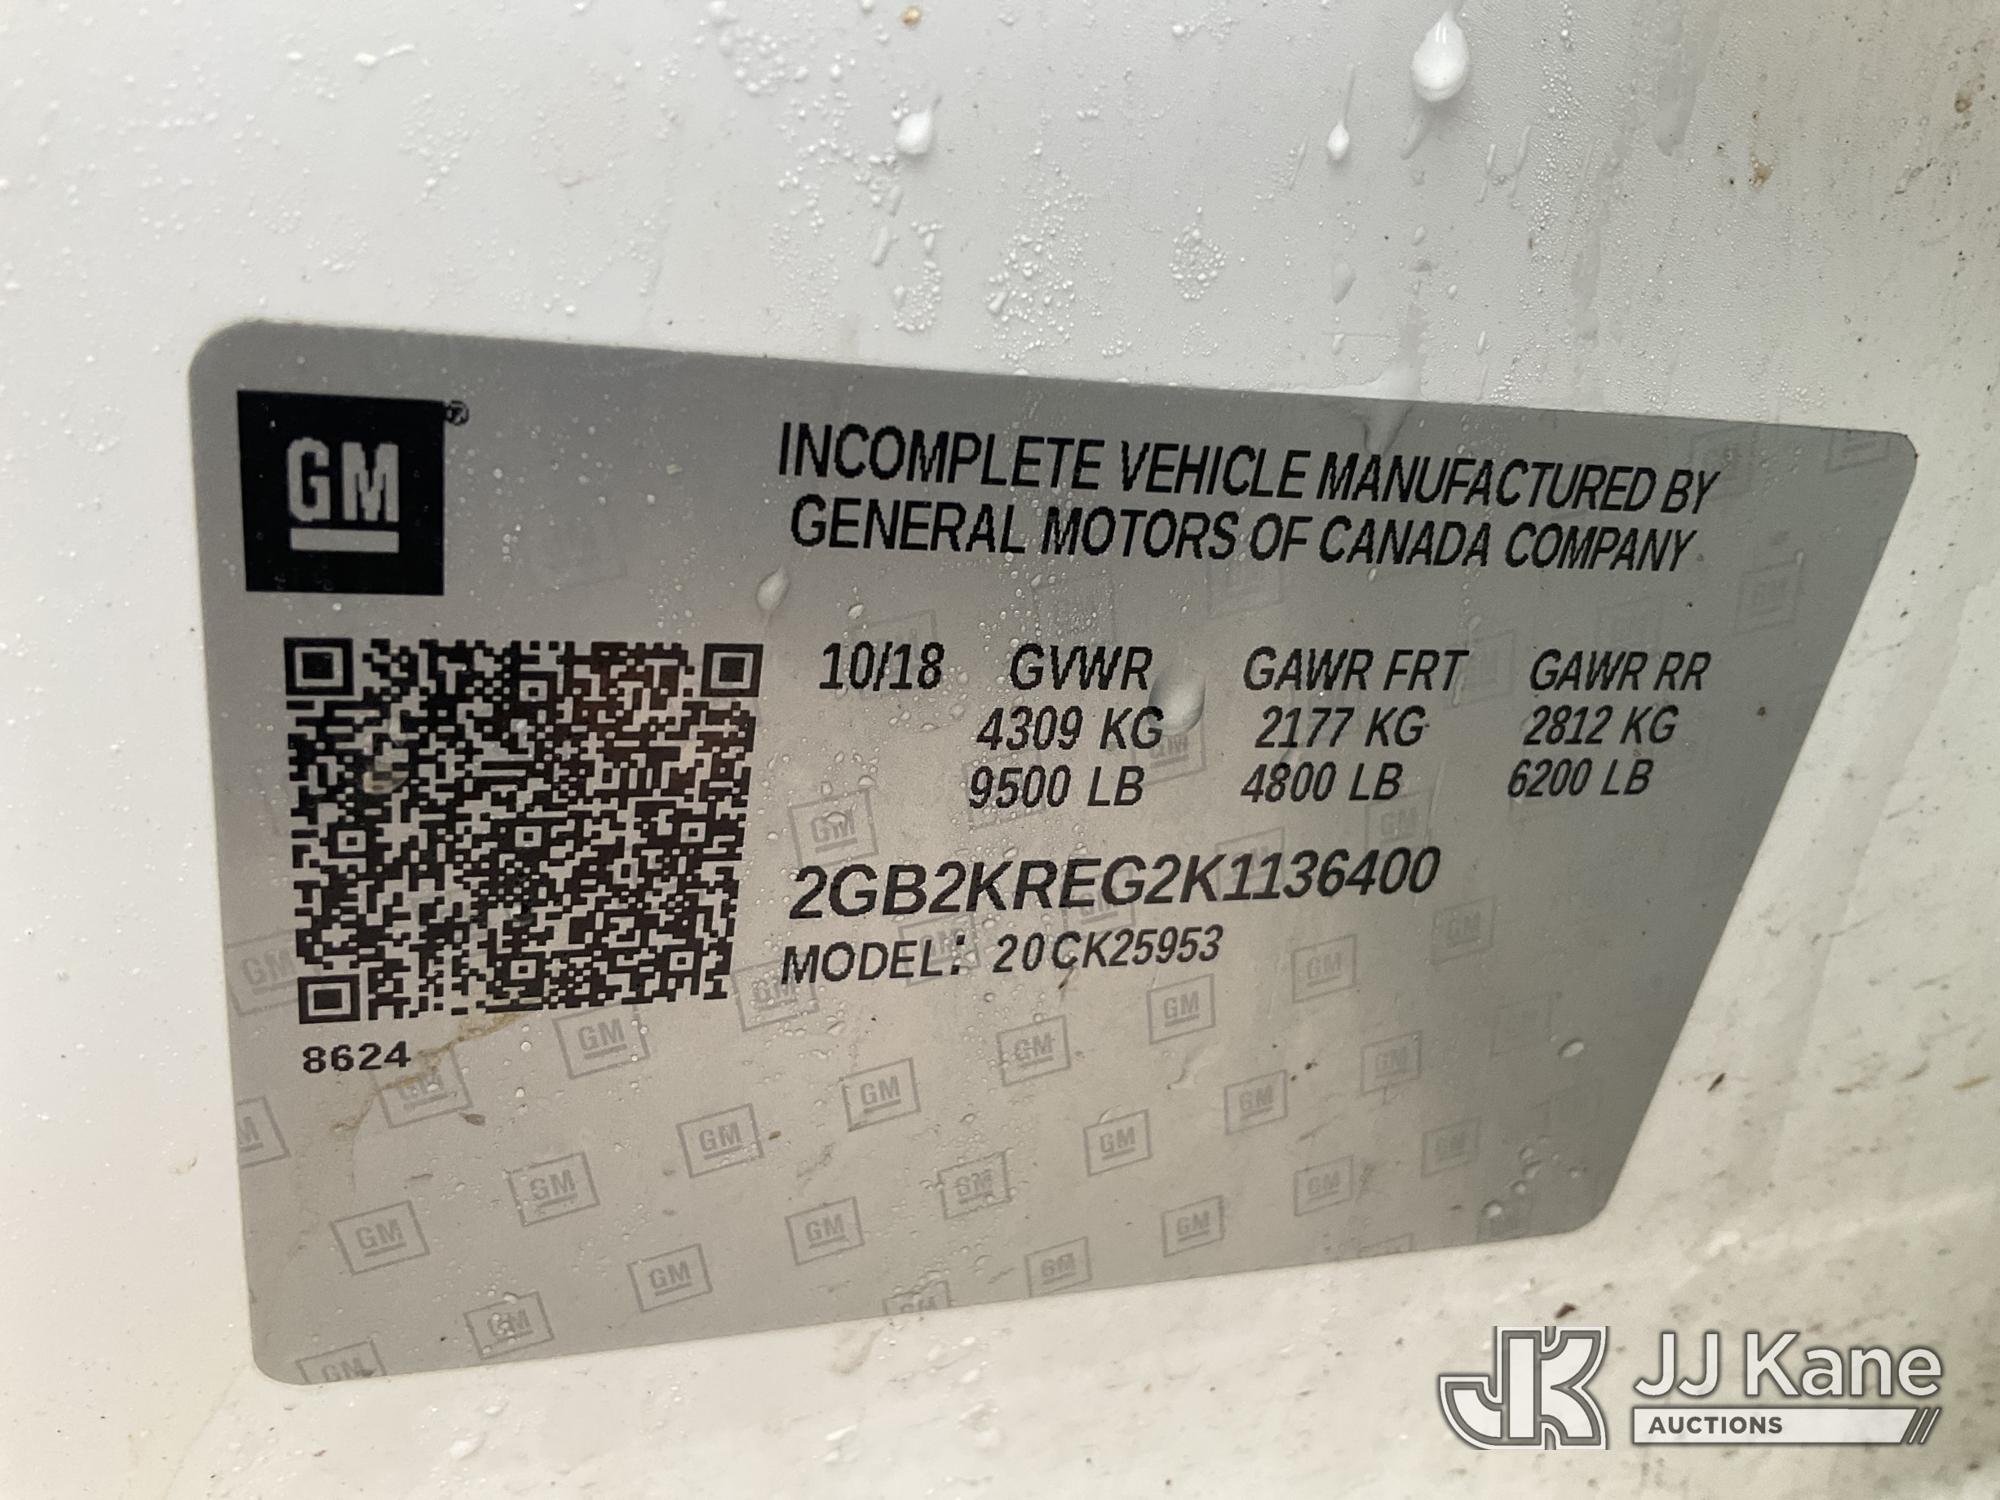 GM®
INCOMPLETE VEHICLE MANUFACTURED BY
GENERAL MOTORS OF CANADA COMPANY
10/18 GVWR GAWR FRT GAWR RR
4309 KG 2177 KG 2812 KG
9500 LB 4800 LB 6200 LB
2GB2KREG2K1136400
MODEL: 20CK25953
8624
JK JJ Kane
AUCTIONS